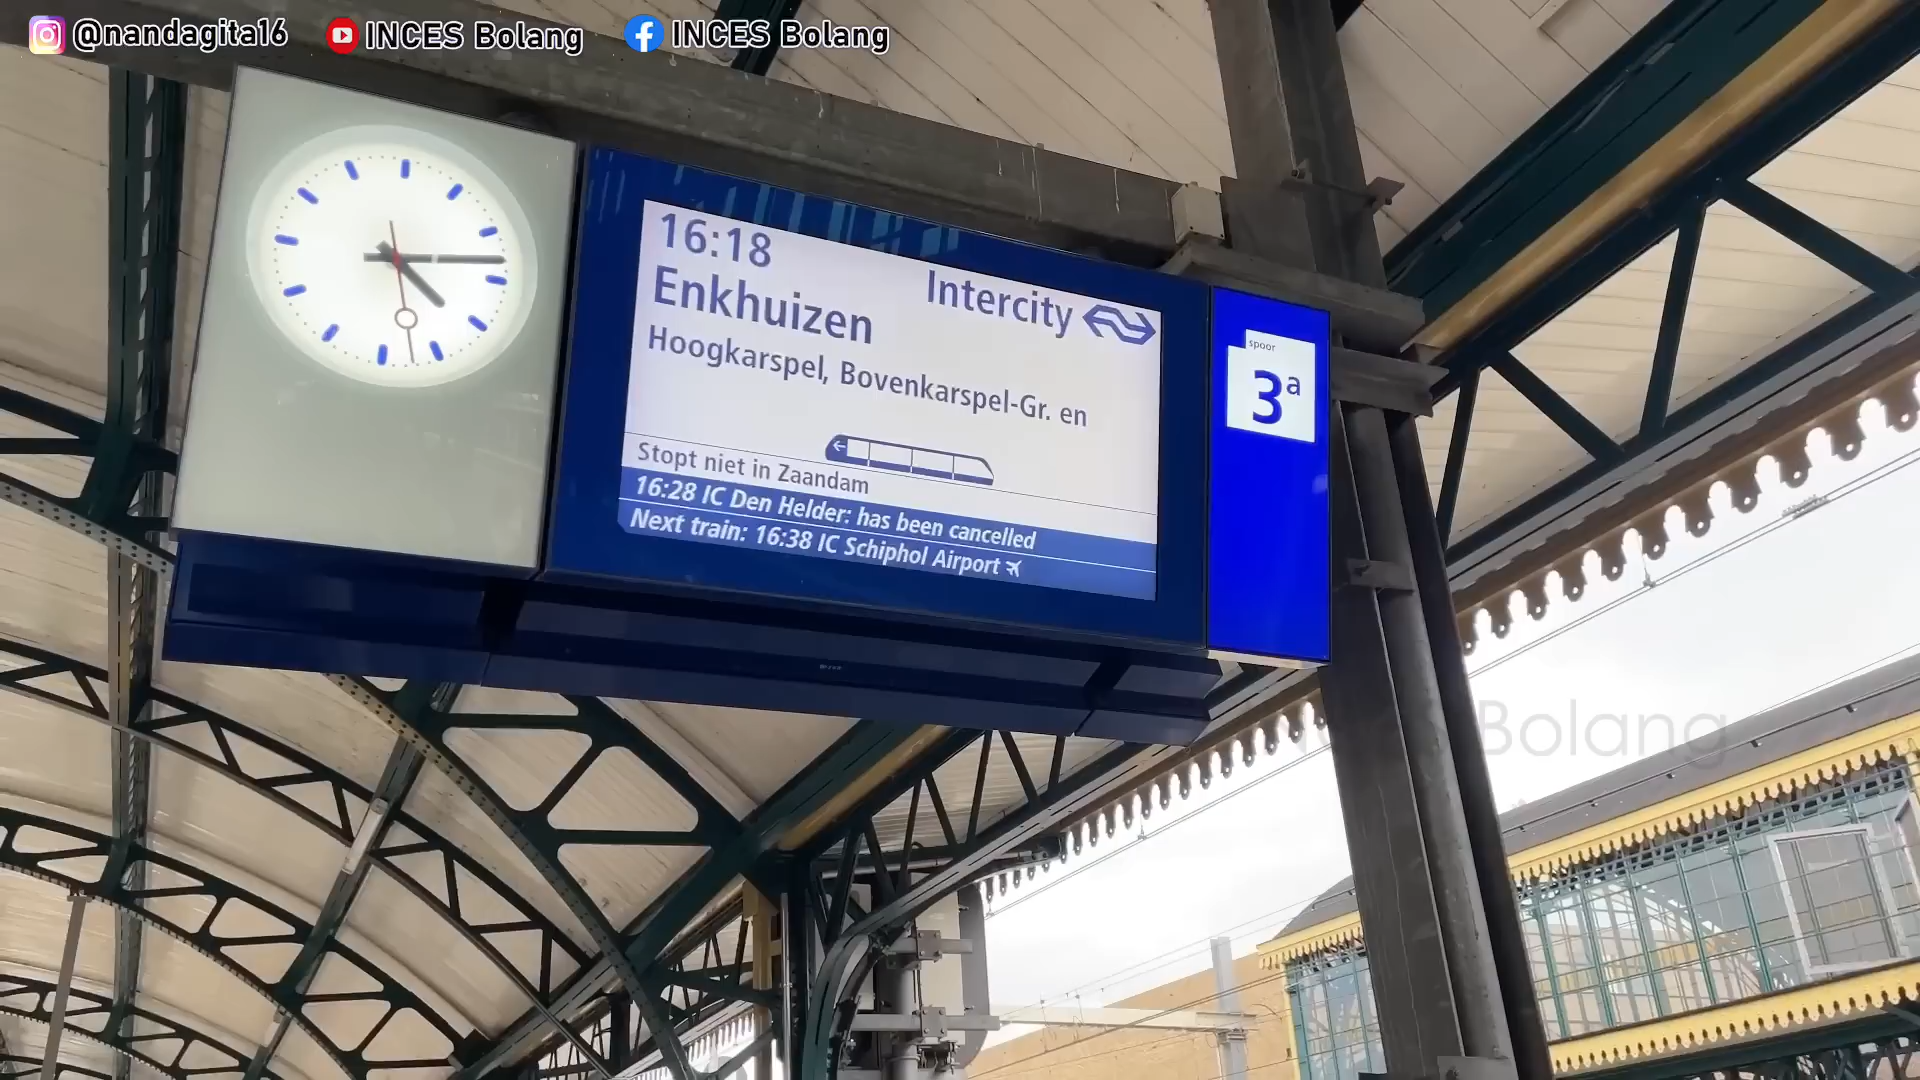 @nandagita16 INCES Bolang INCES Bolang
16:18
Intercity
Enkhuizen
Hoogkarspel, Bovenkarspel-Gr. en
Stopt niet in Zaandam
16:28 IC Den Helder: has been cancelled
Next train: 16:38 IC Schiphol Airport
spoor
3a
Bolang